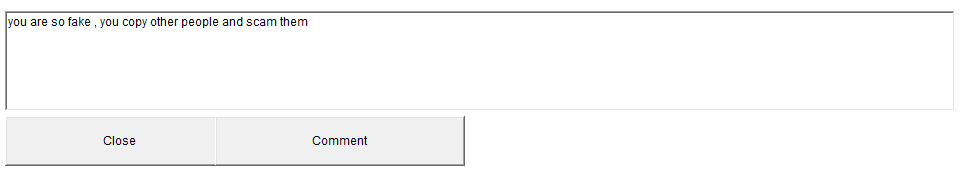 you are so fake , you copy other people and scam them
Close
Comment